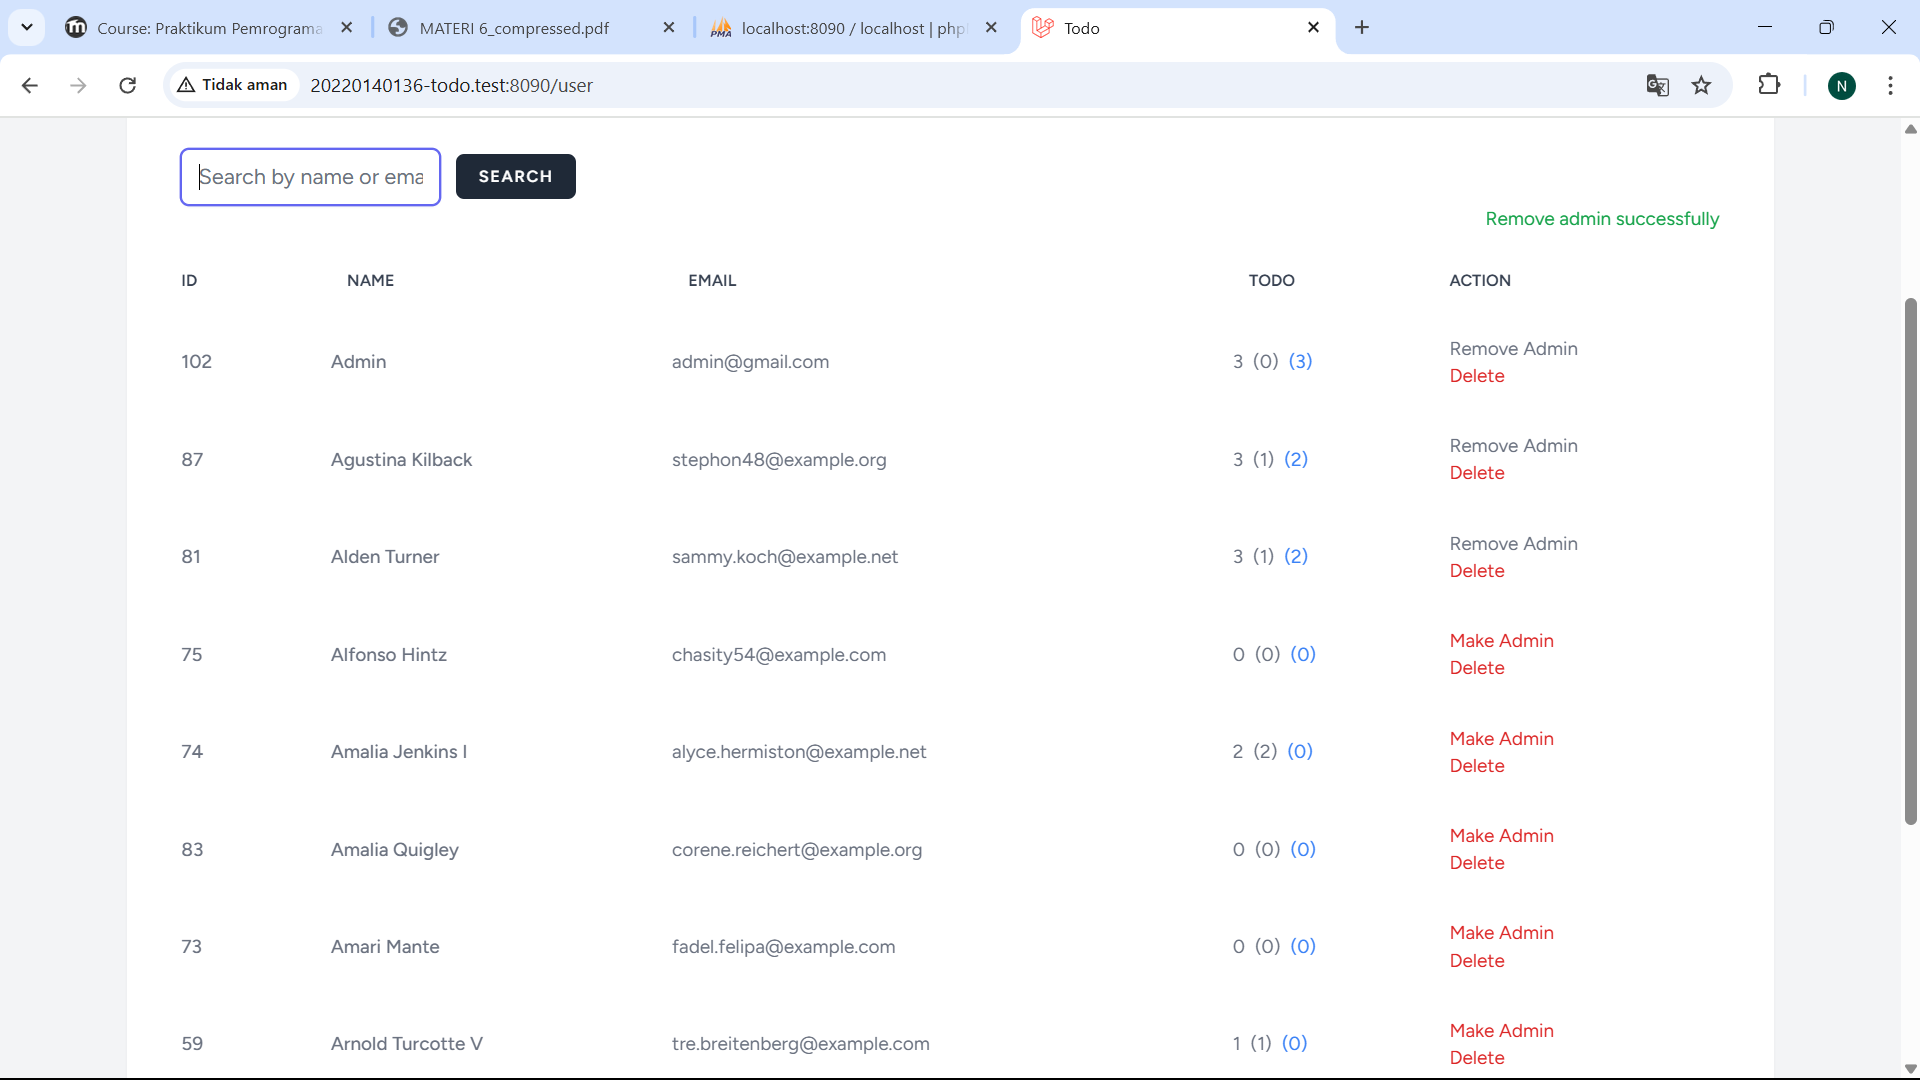 Course: Praktikum Pemrograma
MATERI 6_compressed.pdf
PMA
localhost:8090 / localhost | php
Todo
Tidak aman
20220140136-todo.test:8090/user
N
Search by name or ema
SEARCH
Remove admin successfully
ID NAME EMAIL TODO ACTION
102 Admin admin@gmail.com 3 (0) (3) Remove Admin
Delete
87 Agustina Kilback stephon48@example.org 3 (1) (2) Remove Admin
Delete
81 Alden Turner sammy.koch@example.net 3 (1) (2) Remove Admin
Delete
75 Alfonso Hintz chasity54@example.com 0 (0) (0) Make Admin
Delete
74 Amalia Jenkins I alyce.hermiston@example.net 2 (2) (0) Make Admin
Delete
83 Amalia Quigley corene.reichert@example.org 0 (0) (0) Make Admin
Delete
73 Amari Mante fadel.felipa@example.com 0 (0) (0) Make Admin
Delete
59 Arnold Turcotte V tre.breitenberg@example.com 1 (1) (0) Make Admin
Delete